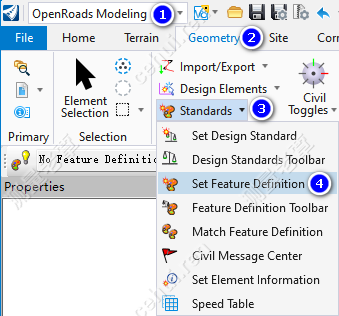 OpenRoads Modeling 1
File Home Terrain Geometry 2 Site Corr
Element
Selection
Import/Export
Design Elements
Standards 3
Civil
Toggles
Primary Selection
Set Design Standard
Design Standards Toolbar
Set Feature Definition 4
Feature Definition Toolbar
Match Feature Definition
Civil Message Center
Set Element Information
Speed Table
No Feature Definitio
Properties